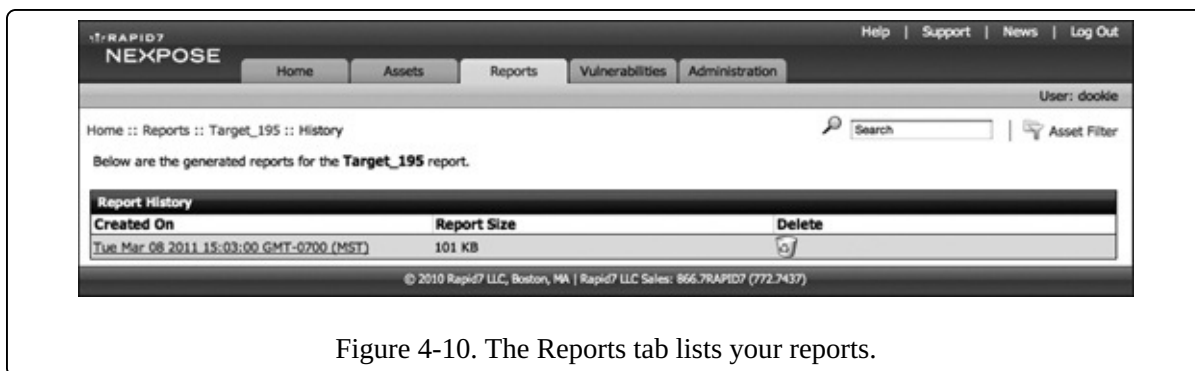 RAPID7
NEXPOSE
Help | Support | News | Log Out
Home Assets Reports Vulnerabilities Administration
User: dookie
Home :: Reports :: Target_195 :: History
Search | Asset Filter
Below are the generated reports for the Target_195 report.
Report History
Created On Report Size Delete
Tue Mar 08 2011 15:03:00 GMT-0700 (MST) 101 KB
© 2010 Rapid7 LLC, Boston, MA | Rapid7 LLC Sales: 866.7RAPID7 (772.7437)
Figure 4-10. The Reports tab lists your reports.